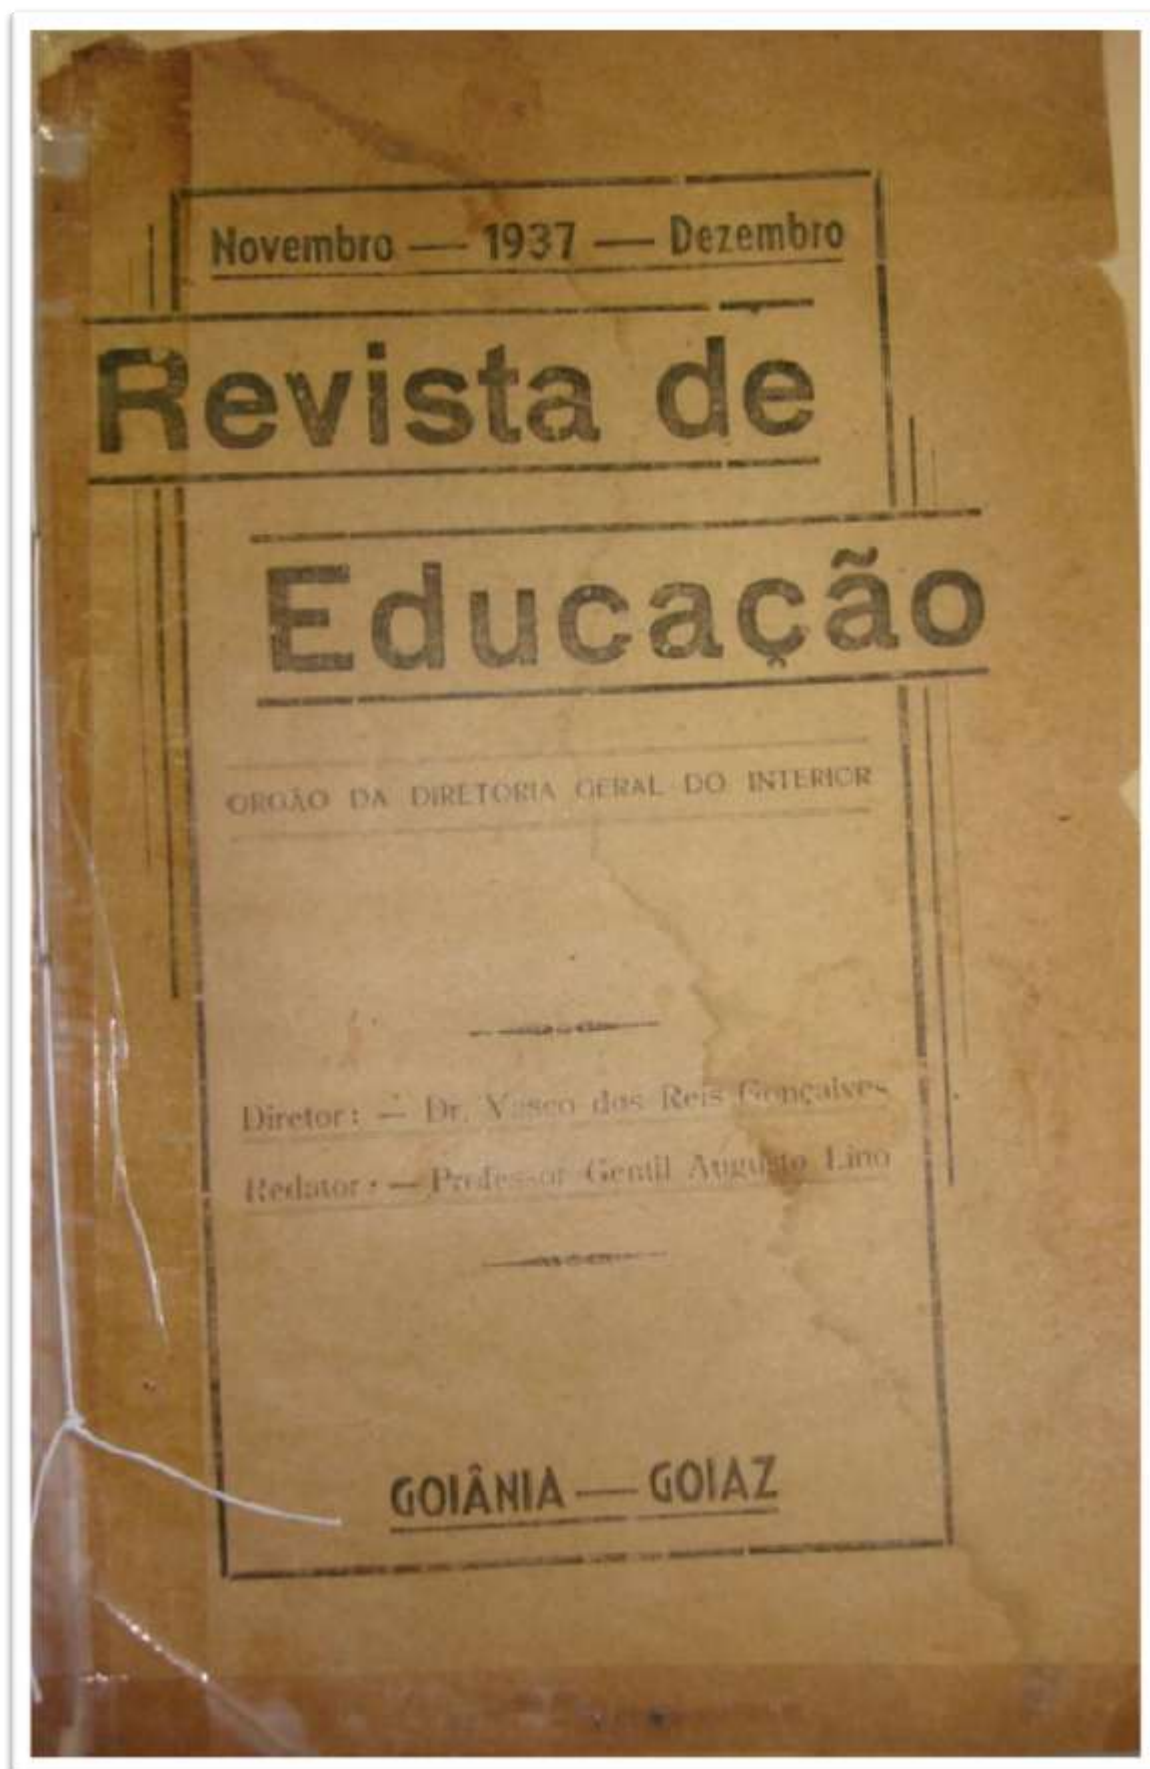 Novembro — 1937 — Dezembro
Revista de
Educação
ORGÃO DA DIRETORIA GERAL DO INTERIOR
Diretor: — Dr. Vasco dos Reis Gonçalves
Redator: — Professor Gentil Augusto Lino
GOIÂNIA — GOIAZ